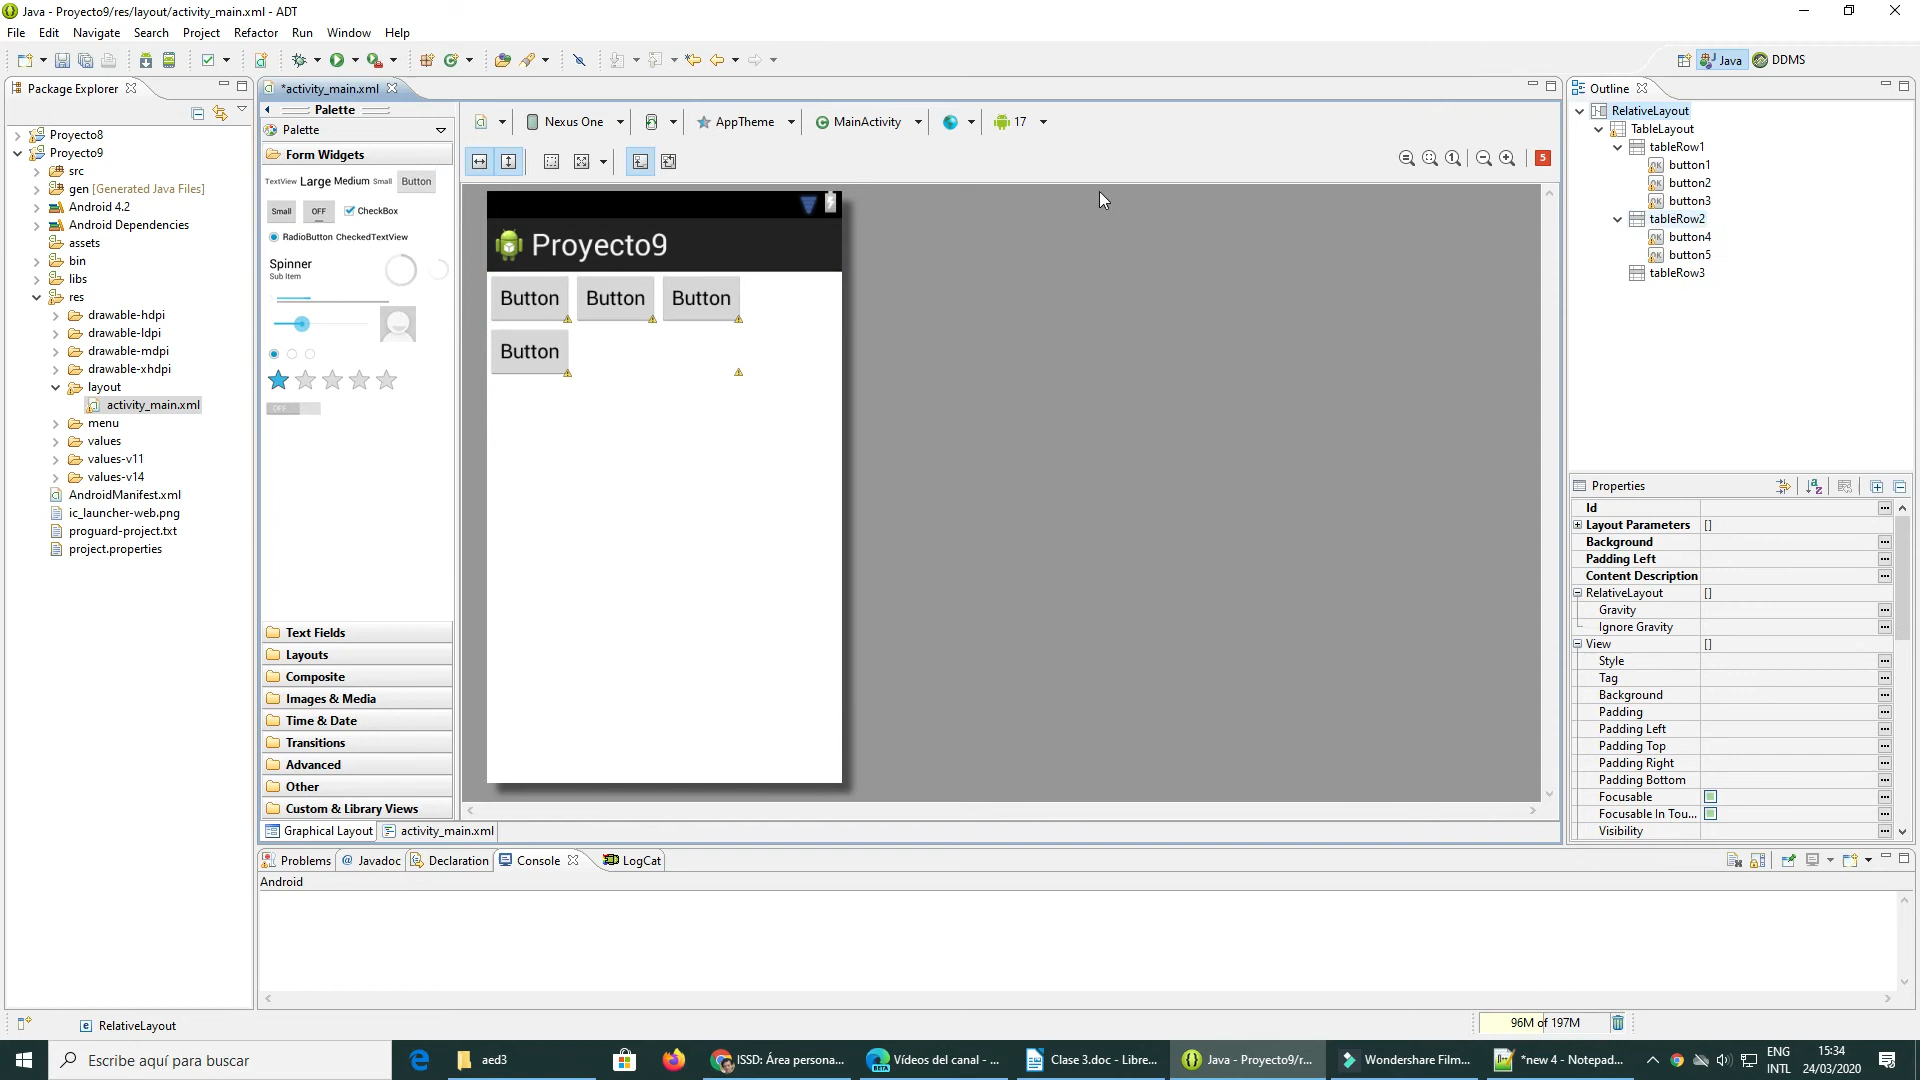 Java - Proyecto9/res/layout/activity_main.xml - ADT
File Edit Navigate Search Project Refactor Run Window Help
Java DDMS
Package Explorer
*activity_main.xml
Outline
Palette
Palette
Form Widgets
TextView Large Medium Small Button
Small OFF CheckBox
RadioButton CheckedTextView
Spinner
Sub Item
OFF
Text Fields
Layouts
Composite
Images & Media
Time & Date
Transitions
Advanced
Other
Custom & Library Views
Graphical Layout activity_main.xml
Proyecto8
Proyecto9
src
gen [Generated Java Files]
Android 4.2
Android Dependencies
assets
bin
libs
res
drawable-hdpi
drawable-ldpi
drawable-mdpi
drawable-xhdpi
layout
activity_main.xml
menu
values
values-v11
values-v14
AndroidManifest.xml
ic_launcher-web.png
proguard-project.txt
project.properties
Nexus One AppTheme MainActivity 17
1 5
Proyecto9
Button Button Button
Button
RelativeLayout
TableLayout
tableRow1
button1
button2
button3
tableRow2
button4
button5
tableRow3
Properties
Id
Layout Parameters []
Background
Padding Left
Content Description
RelativeLayout []
Gravity
Ignore Gravity
View []
Style
Tag
Background
Padding
Padding Left
Padding Top
Padding Right
Padding Bottom
Focusable
Focusable In Tou...
Visibility
Problems @ Javadoc Declaration Console LogCat
Android
RelativeLayout
96M of 197M
Escribe aquí para buscar
aed3
ISSD: Área persona...
Vídeos del canal - ...
Clase 3.doc - Libre...
Java - Proyecto9/r...
Wondershare Film...
*new 4 - Notepad...
ENG
INTL
15:34
24/03/2020